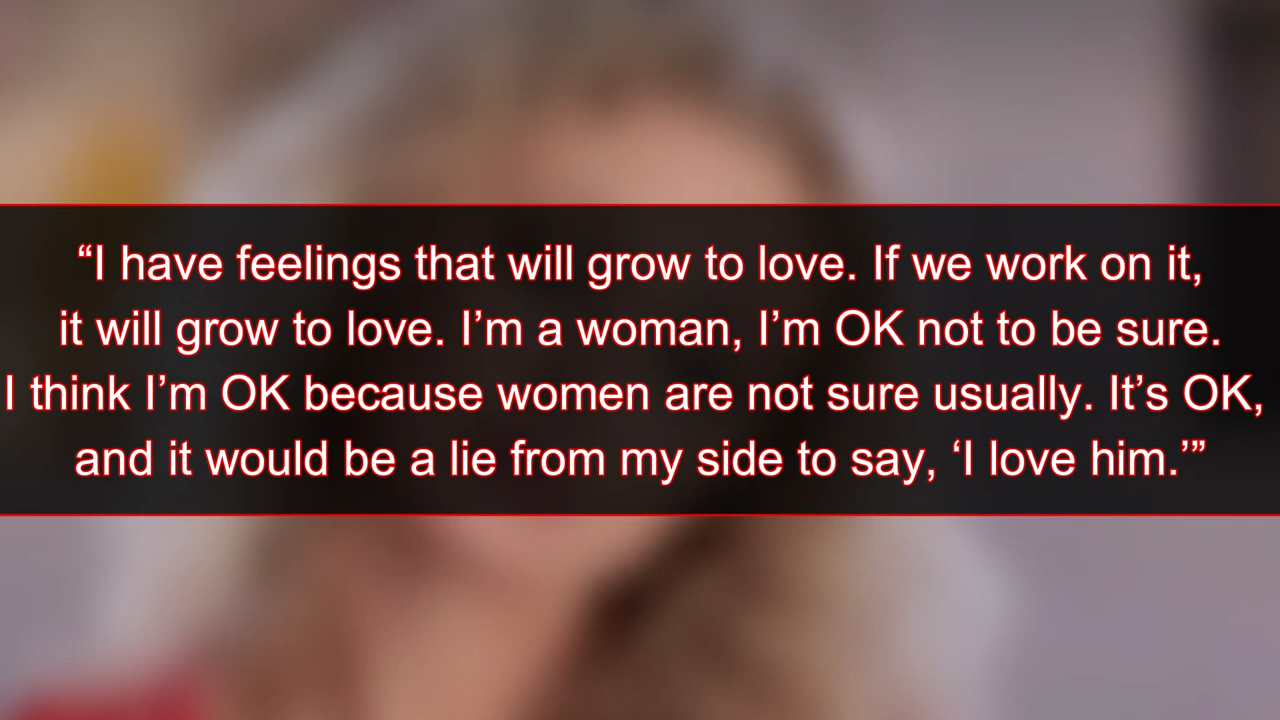 “I have feelings that will grow to love. If we work on it,
it will grow to love. I’m a woman, I’m OK not to be sure.
I think I’m OK because women are not sure usually. It’s OK,
and it would be a lie from my side to say, ‘I love him.’”